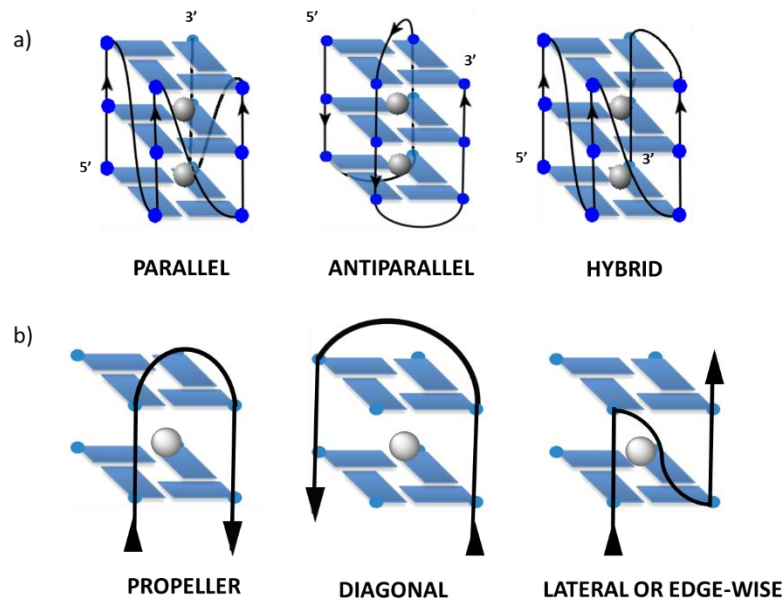 a)
3'
5'
PARALLEL
5'
3'
ANTIPARALLEL
5'
3'
HYBRID
b)
PROPELLER
DIAGONAL
LATERAL OR EDGE-WISE